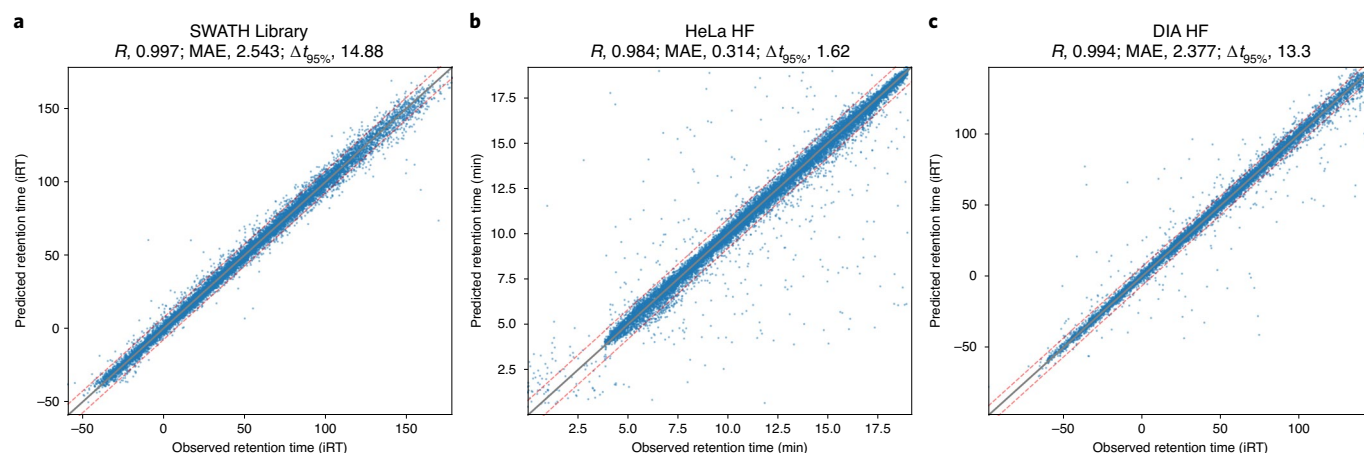 a
SWATH Library
R, 0.997; MAE, 2.543; Δt95%, 14.88
Predicted retention time (iRT)
150
100
50
0
−50
−50 0 50 100 150
Observed retention time (iRT)
b
HeLa HF
R, 0.984; MAE, 0.314; Δt95%, 1.62
Predicted retention time (min)
17.5
15.0
12.5
10.0
7.5
5.0
2.5
2.5 5.0 7.5 10.0 12.5 15.0 17.5
Observed retention time (min)
c
DIA HF
R, 0.994; MAE, 2.377; Δt95%, 13.3
Predicted retention time (iRT)
100
50
0
−50
−50 0 50 100
Observed retention time (iRT)